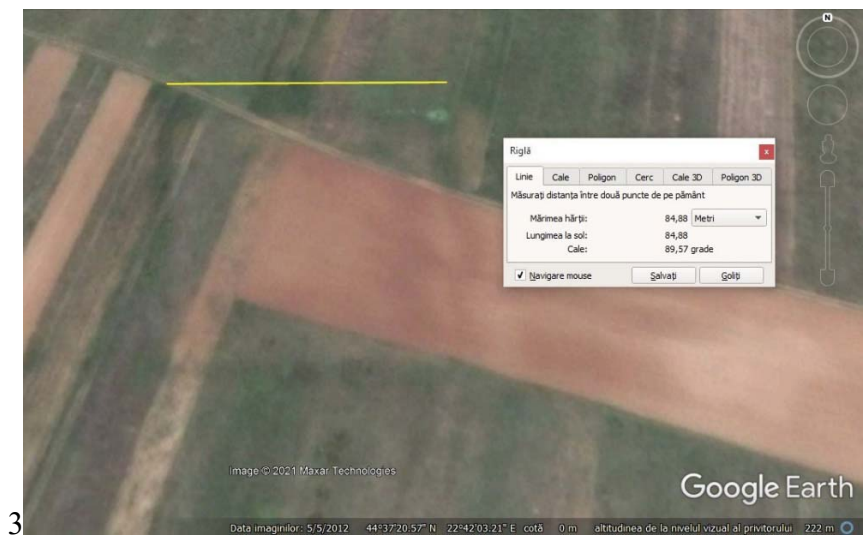 N
Riglă
Linie Cale Poligon Cerc Cale 3D Poligon 3D
Măsurați distanța între două puncte de pe pământ
Mărimea hărții: 84,88 Metri
Lungimea la sol: 84,88
Cale: 89,57 grade
Navigare mouse Salvați Goliți
Image © 2021 Maxar Technologies
Google Earth
3
Data imaginilor: 5/5/2012 44°37'20.57" N 22°42'03.21" E cotă 0 m altitudinea de la nivelul vizual al privitorului 222 m